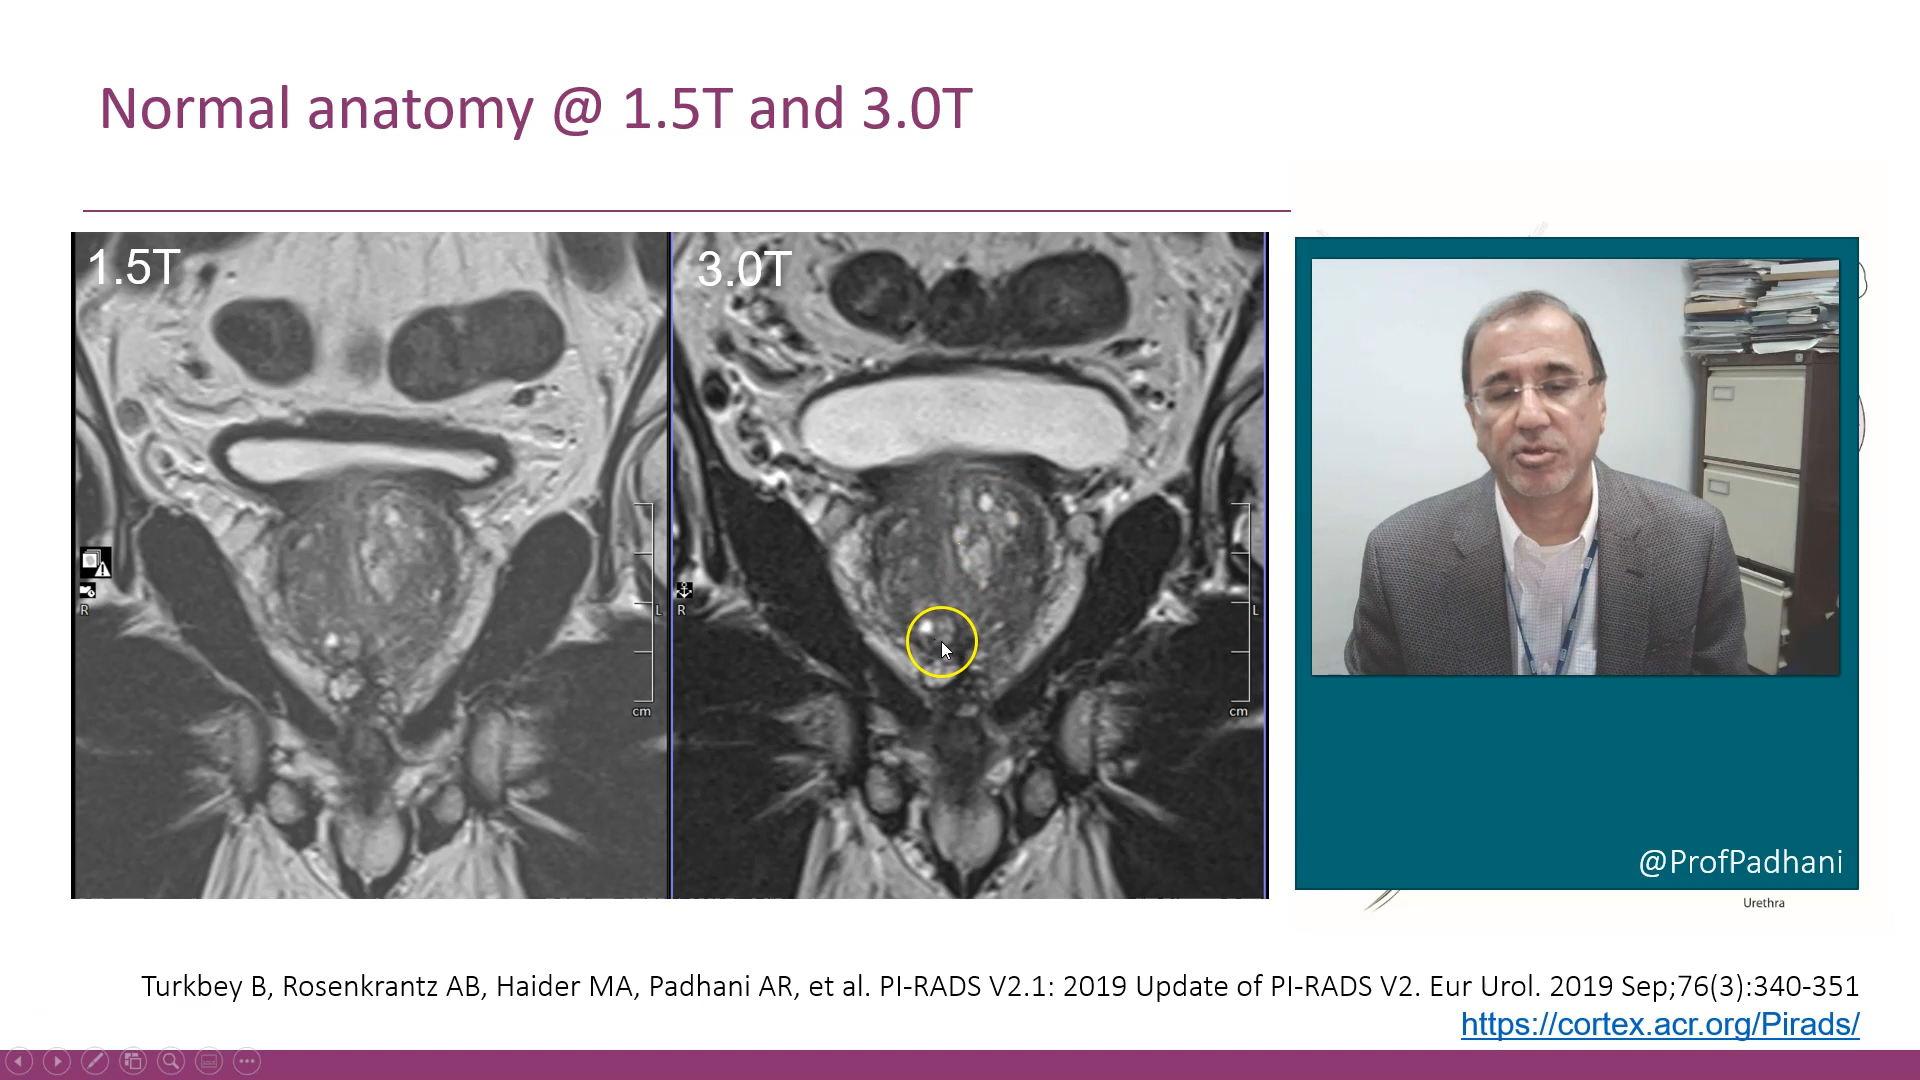 Normal anatomy @ 1.5T and 3.0T
1.5T
3.0T
R
L
R
L
cm
cm
@ProfPadhani
Urethra
Turkbey B, Rosenkrantz AB, Haider MA, Padhani AR, et al. PI-RADS V2.1: 2019 Update of PI-RADS V2. Eur Urol. 2019 Sep;76(3):340-351
https://cortex.acr.org/Pirads/